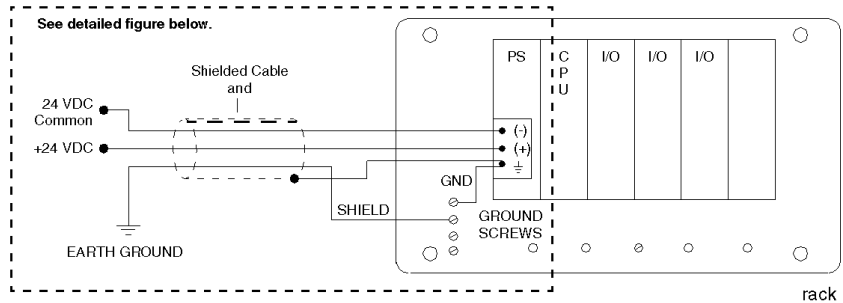 See detailed figure below.
Shielded Cable
and
24 VDC
Common
+24 VDC
PS
C
P
U
I/O
I/O
I/O
(-)
(+)
GND
SHIELD
GROUND
SCREWS
EARTH GROUND
rack